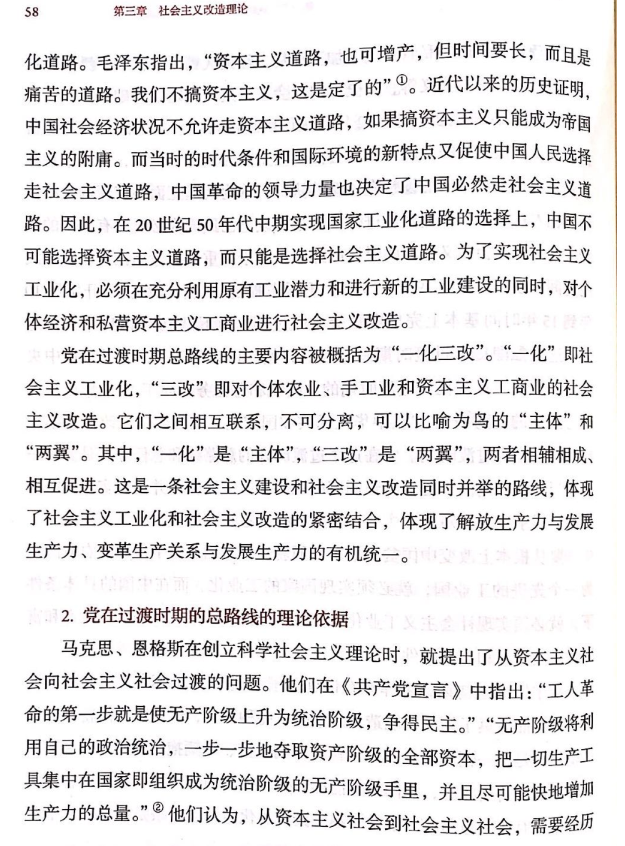 58 第三章 社会主义改造理论
化道路。毛泽东指出，“资本主义道路，也可增产，但时间要长，而且是
痛苦的道路。我们不搞资本主义，这是定了的”①。近代以来的历史证明，
中国社会经济状况不允许走资本主义道路，如果搞资本主义只能成为帝国
主义的附庸。而当时的时代条件和国际环境的新特点又促使中国人民选择
走社会主义道路，中国革命的领导力量也决定了中国必然走社会主义道
路。因此，在 20 世纪 50 年代中期实现国家工业化道路的选择上，中国不
可能选择资本主义道路，而只能是选择社会主义道路。为了实现社会主义
工业化，必须在充分利用原有工业潜力和进行新的工业建设的同时，对个
体经济和私营资本主义工商业进行社会主义改造。
党在过渡时期总路线的主要内容被概括为“一化三改”。“一化”即社
会主义工业化，“三改”即对个体农业、手工业和资本主义工商业的社会
主义改造。它们之间相互联系，不可分离，可以比喻为鸟的“主体”和
“两翼”。其中，“一化”是“主体”，“三改”是“两翼”，两者相辅相成、
相互促进。这是一条社会主义建设和社会主义改造同时并举的路线，体现
了社会主义工业化和社会主义改造的紧密结合，体现了解放生产力与发展
生产力、变革生产关系与发展生产力的有机统一。
2. 党在过渡时期的总路线的理论依据
马克思、恩格斯在创立科学社会主义理论时，就提出了从资本主义社
会向社会主义社会过渡的问题。他们在《共产党宣言》中指出：“工人革
命的第一步就是使无产阶级上升为统治阶级，争得民主。”“无产阶级将利
用自己的政治统治，一步一步地夺取资产阶级的全部资本，把一切生产工
具集中在国家即组织成为统治阶级的无产阶级手里，并且尽可能快地增加
生产力的总量。”②他们认为，从资本主义社会到社会主义社会，需要经历